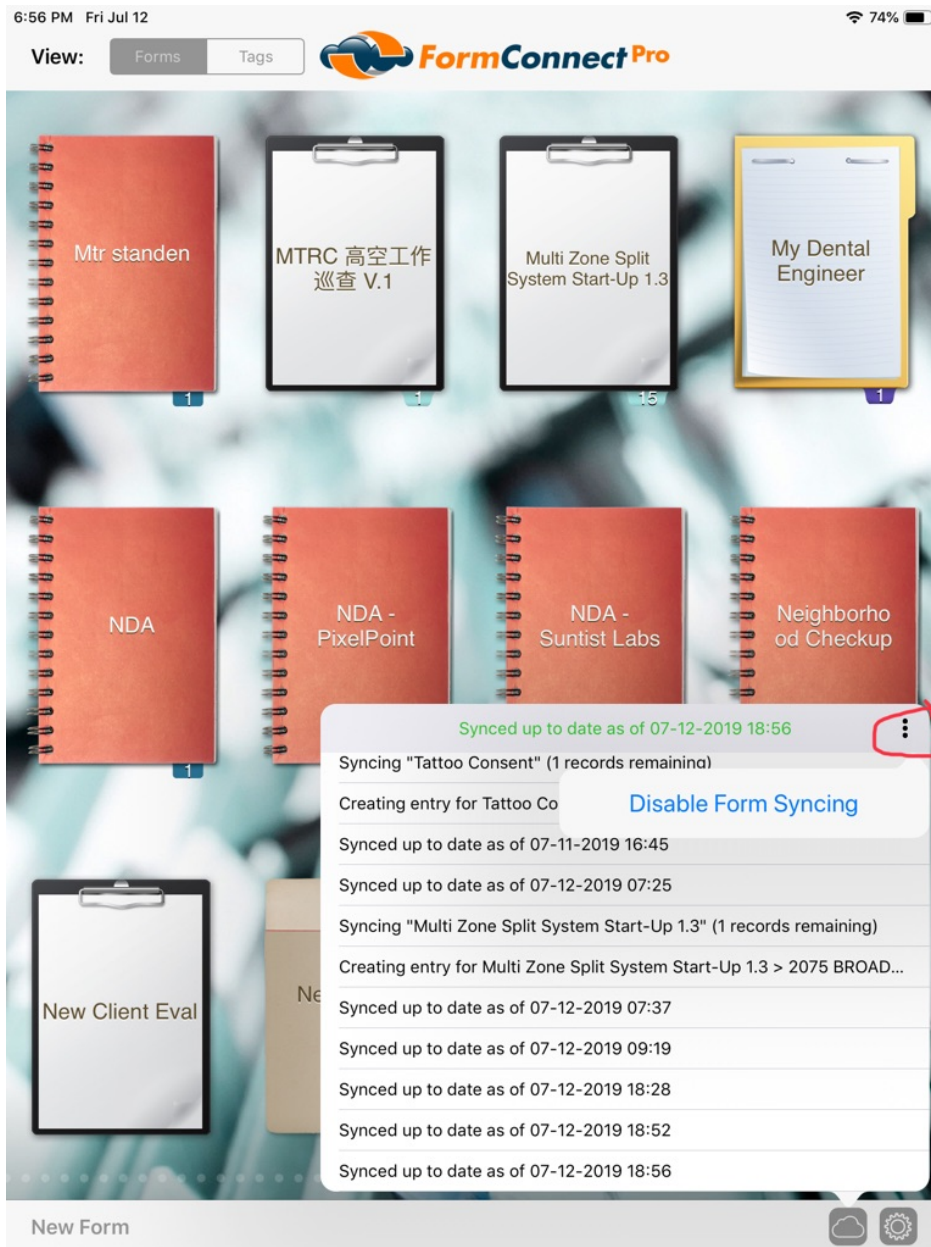 6:56 PM Fri Jul 12
74%
View:
Forms
Tags
FormConnect Pro
Mtr standen
MTRC 高空工作
巡查 V.1
Multi Zone Split
System Start-Up 1.3
My Dental
Engineer
1
1
15
1
NDA
NDA -
PixelPoint
NDA -
Suntist Labs
Neighborho
od Checkup
1
Synced up to date as of 07-12-2019 18:56
Syncing "Tattoo Consent" (1 records remaining)
Creating entry for Tattoo Co
Disable Form Syncing
Synced up to date as of 07-11-2019 16:45
Synced up to date as of 07-12-2019 07:25
Syncing "Multi Zone Split System Start-Up 1.3" (1 records remaining)
Creating entry for Multi Zone Split System Start-Up 1.3 > 2075 BROAD...
Synced up to date as of 07-12-2019 07:37
Synced up to date as of 07-12-2019 09:19
Synced up to date as of 07-12-2019 18:28
Synced up to date as of 07-12-2019 18:52
Synced up to date as of 07-12-2019 18:56
New Client Eval
Ne
New Form